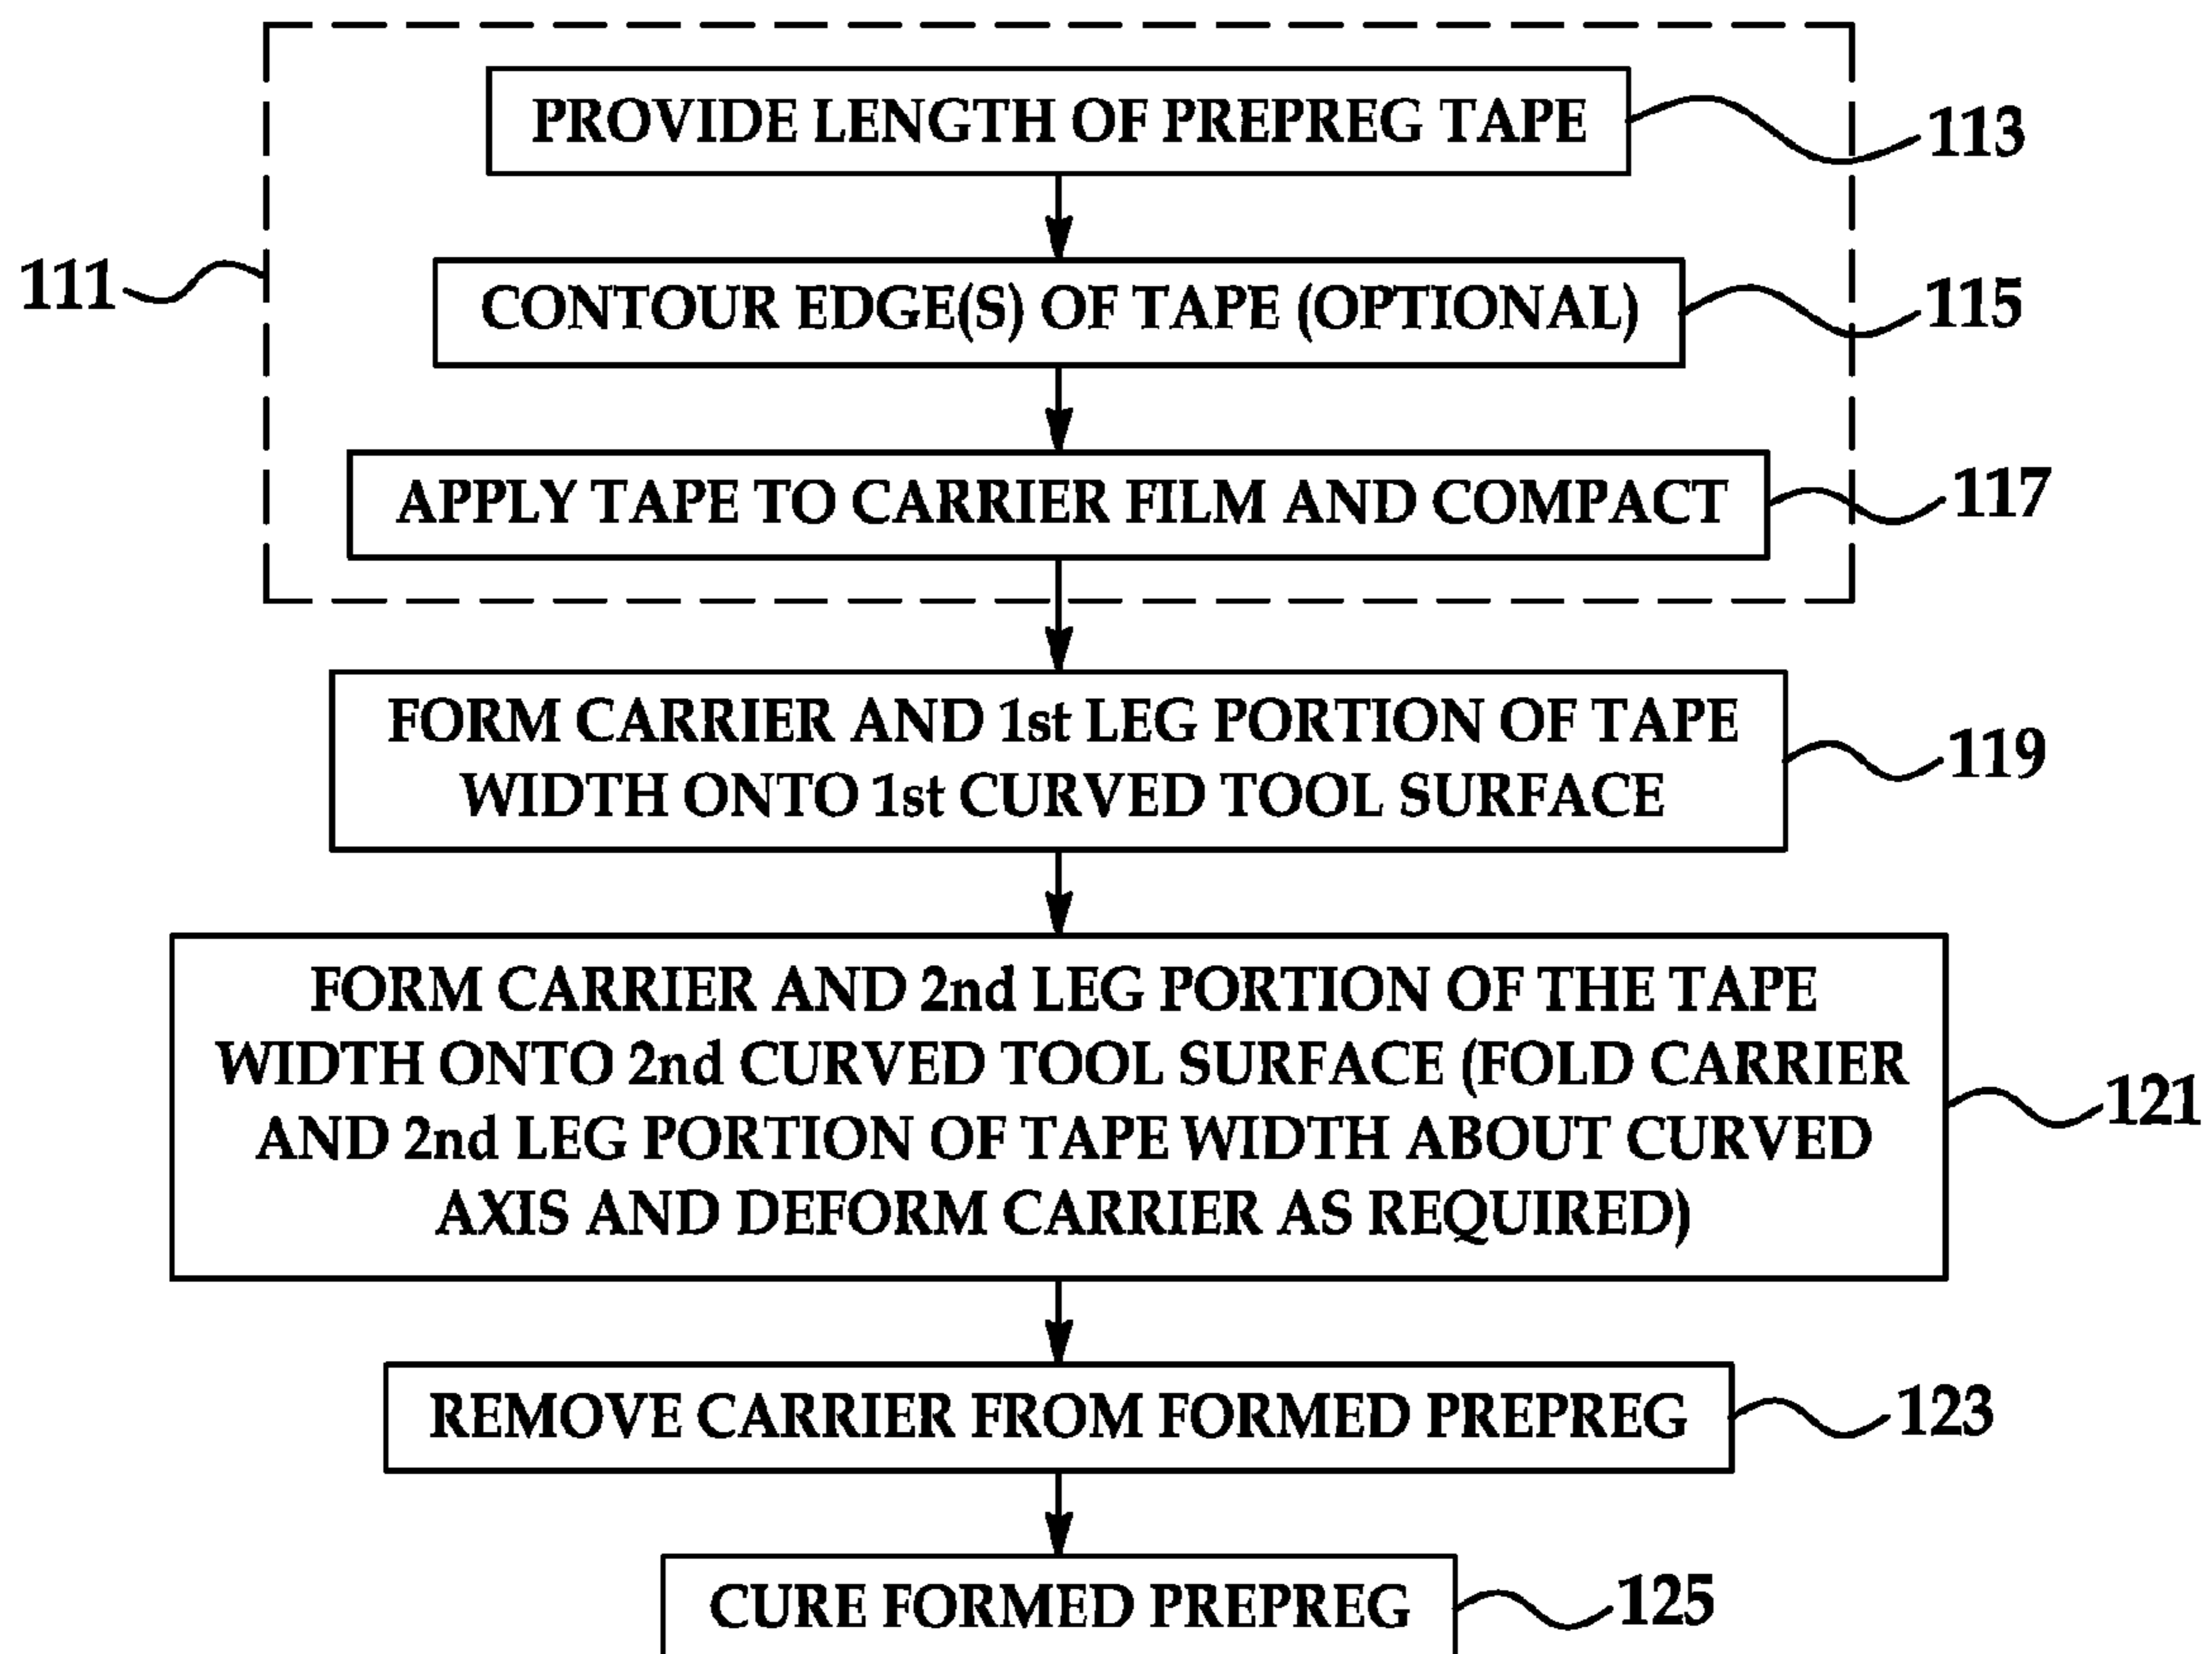 PROVIDE LENGTH OF PREPREG TAPE
113
111
CONTOUR EDGE(S) OF TAPE (OPTIONAL)
115
APPLY TAPE TO CARRIER FILM AND COMPACT
117
FORM CARRIER AND 1st LEG PORTION OF TAPE
WIDTH ONTO 1st CURVED TOOL SURFACE
119
FORM CARRIER AND 2nd LEG PORTION OF THE TAPE
WIDTH ONTO 2nd CURVED TOOL SURFACE (FOLD CARRIER
AND 2nd LEG PORTION OF TAPE WIDTH ABOUT CURVED
AXIS AND DEFORM CARRIER AS REQUIRED)
121
REMOVE CARRIER FROM FORMED PREPREG
123
CURE FORMED PREPREG
125